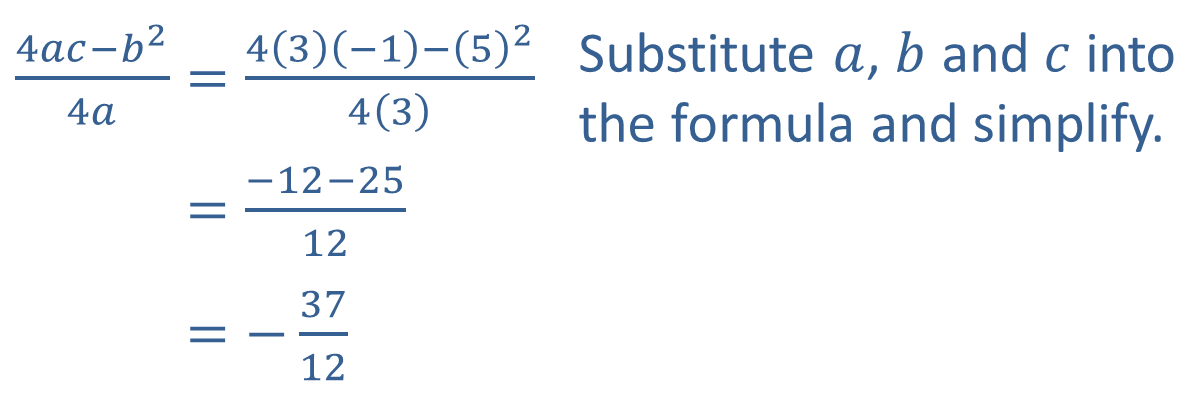 (4ac−b²)/(4a) = (4(3)(−1)−(5)²)/(4(3)) Substitute a, b and c into
the formula and simplify.
= (−12−25)/12
= −37/12